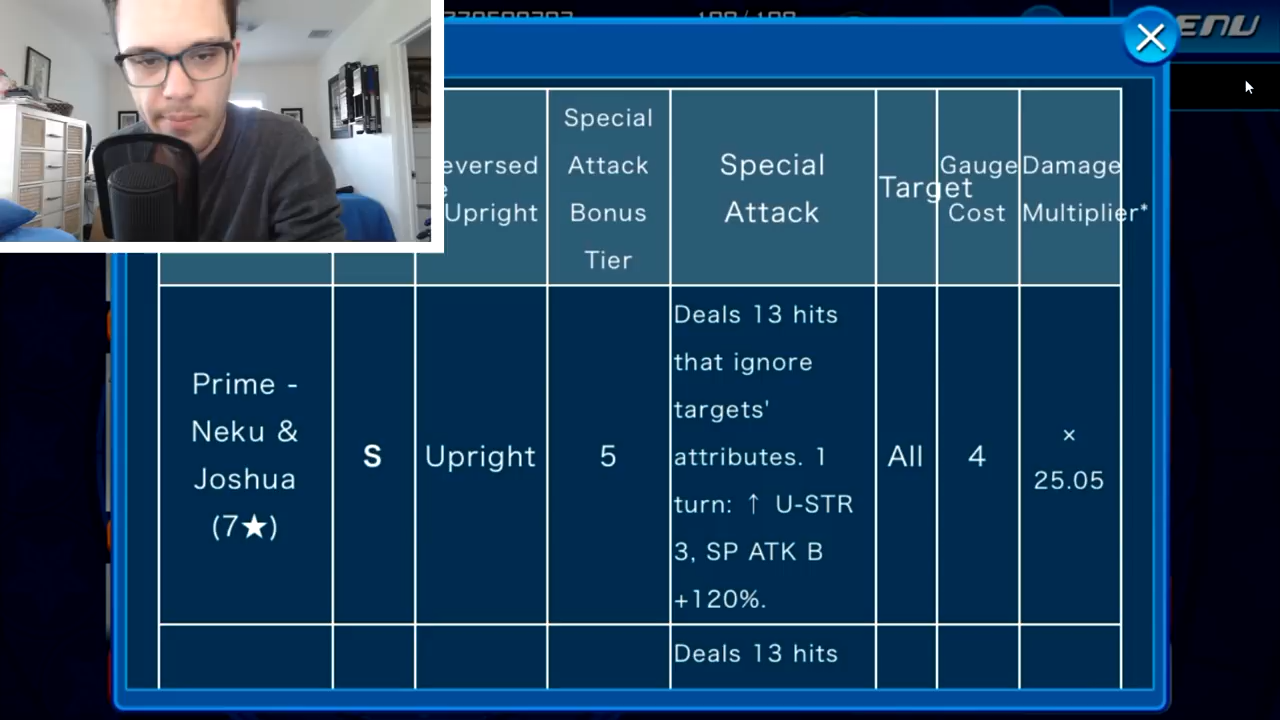 ENU
eversed
Upright
Special
Attack
Bonus
Tier
Special
Attack
Target
Gauge
Cost
Damage
Multiplier*
Prime -
Neku &
Joshua
(7★)
S
Upright
5
Deals 13 hits
that ignore
targets'
attributes. 1
turn: ↑ U-STR
3, SP ATK B
+120%.
All
4
×
25.05
Deals 13 hits